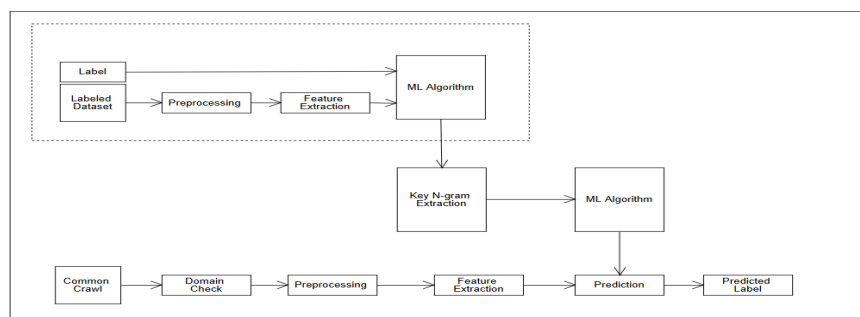 Label
Labeled
Dataset
Preprocessing
Feature
Extraction
ML Algorithm
Key N-gram
Extraction
ML Algorithm
Common
Crawl
Domain
Check
Preprocessing
Feature
Extraction
Prediction
Predicted
Label